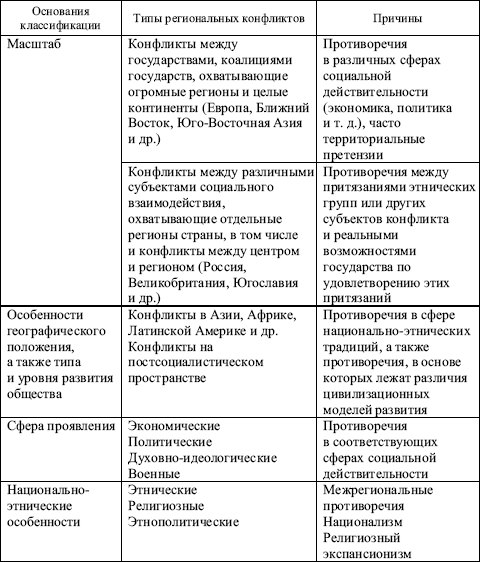 Основания
классификации
Типы региональных конфликтов
Причины
Масштаб
Конфликты между
государствами, коалициями
государств, охватывающие
огромные регионы и целые
континенты (Европа, Ближний
Восток, Юго-Восточная Азия
и др.)
Противоречия
в различных сферах
социальной
действительности
(экономика, политика
и т. д.), часто
территориальные
претензии
Конфликты между различными
субъектами социального
взаимодействия,
охватывающие отдельные
регионы страны, в том числе
и конфликты между центром
и регионом (Россия,
Великобритания, Югославия
и др.)
Противоречия между
притязаниями этнических
групп или других
субъектов конфликта
и реальными
возможностями
государства по
удовлетворению этих
притязаний
Особенности
географического
положения,
а также типа
и уровня развития
общества
Конфликты в Азии, Африке,
Латинской Америке и др.
Конфликты на
постсоциалистическом
пространстве
Противоречия в сфере
национально-этнических
традиций, а также
противоречия, в основе
которых лежат различия
цивилизационных
моделей развития
Сфера проявления
Экономические
Политические
Духовно-идеологические
Военные
Противоречия
в соответствующих
сферах социальной
действительности
Национально-
этнические
особенности
Этнические
Религиозные
Этнополитические
Межрегиональные
противоречия
Национализм
Религиозный
экспансионизм